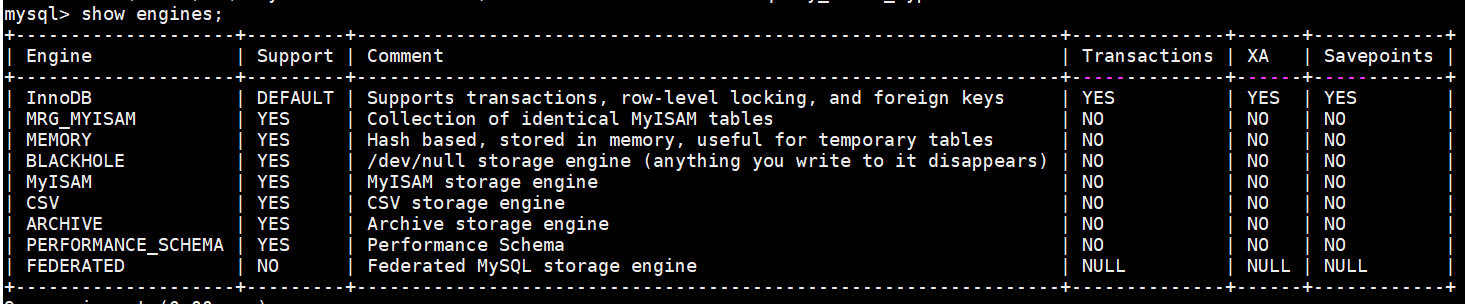 mysql> show engines;
+--------------------+---------+----------------------------------------------------------------+--------------+------+------------+
| Engine             | Support | Comment                                                        | Transactions | XA   | Savepoints |
+--------------------+---------+----------------------------------------------------------------+--------------+------+------------+
| InnoDB             | DEFAULT | Supports transactions, row-level locking, and foreign keys     | YES          | YES  | YES        |
| MRG_MYISAM         | YES     | Collection of identical MyISAM tables                          | NO           | NO   | NO         |
| MEMORY             | YES     | Hash based, stored in memory, useful for temporary tables      | NO           | NO   | NO         |
| BLACKHOLE          | YES     | /dev/null storage engine (anything you write to it disappears) | NO           | NO   | NO         |
| MyISAM             | YES     | MyISAM storage engine                                          | NO           | NO   | NO         |
| CSV                | YES     | CSV storage engine                                             | NO           | NO   | NO         |
| ARCHIVE            | YES     | Archive storage engine                                         | NO           | NO   | NO         |
| PERFORMANCE_SCHEMA | YES     | Performance Schema                                             | NO           | NO   | NO         |
| FEDERATED          | NO      | Federated MySQL storage engine                                 | NULL         | NULL | NULL       |
+--------------------+---------+----------------------------------------------------------------+--------------+------+------------+